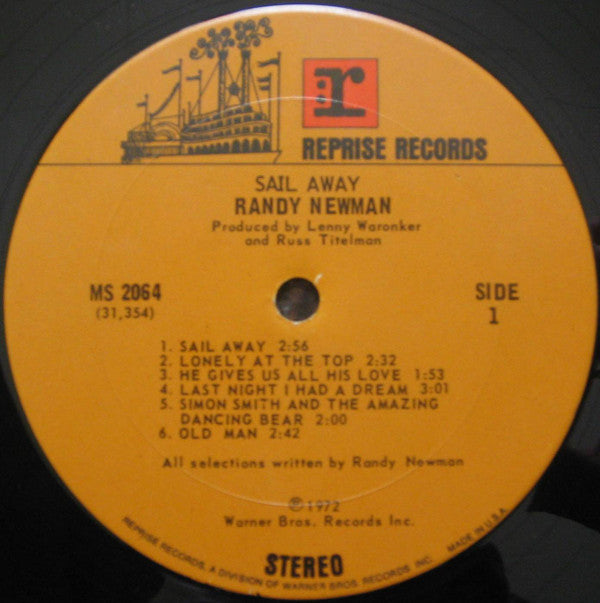 :r
REPRISE RECORDS
SAIL AWAY
RANDY NEWMAN
Produced by Lenny Waronker
and Russ Titelman
MS 2064
(31,354)
SIDE
1
1. SAIL AWAY 2:56
2. LONELY AT THE TOP 2:32
3. HE GIVES US ALL HIS LOVE 1:53
4. LAST NIGHT I HAD A DREAM 3:01
5. SIMON SMITH AND THE AMAZING
DANCING BEAR 2:00
6. OLD MAN 2:42
All selections written by Randy Newman
℗1972
Warner Bros. Records Inc.
STEREO
REPRISE RECORDS, A DIVISION OF WARNER BROS. RECORDS INC. MADE IN U.S.A.